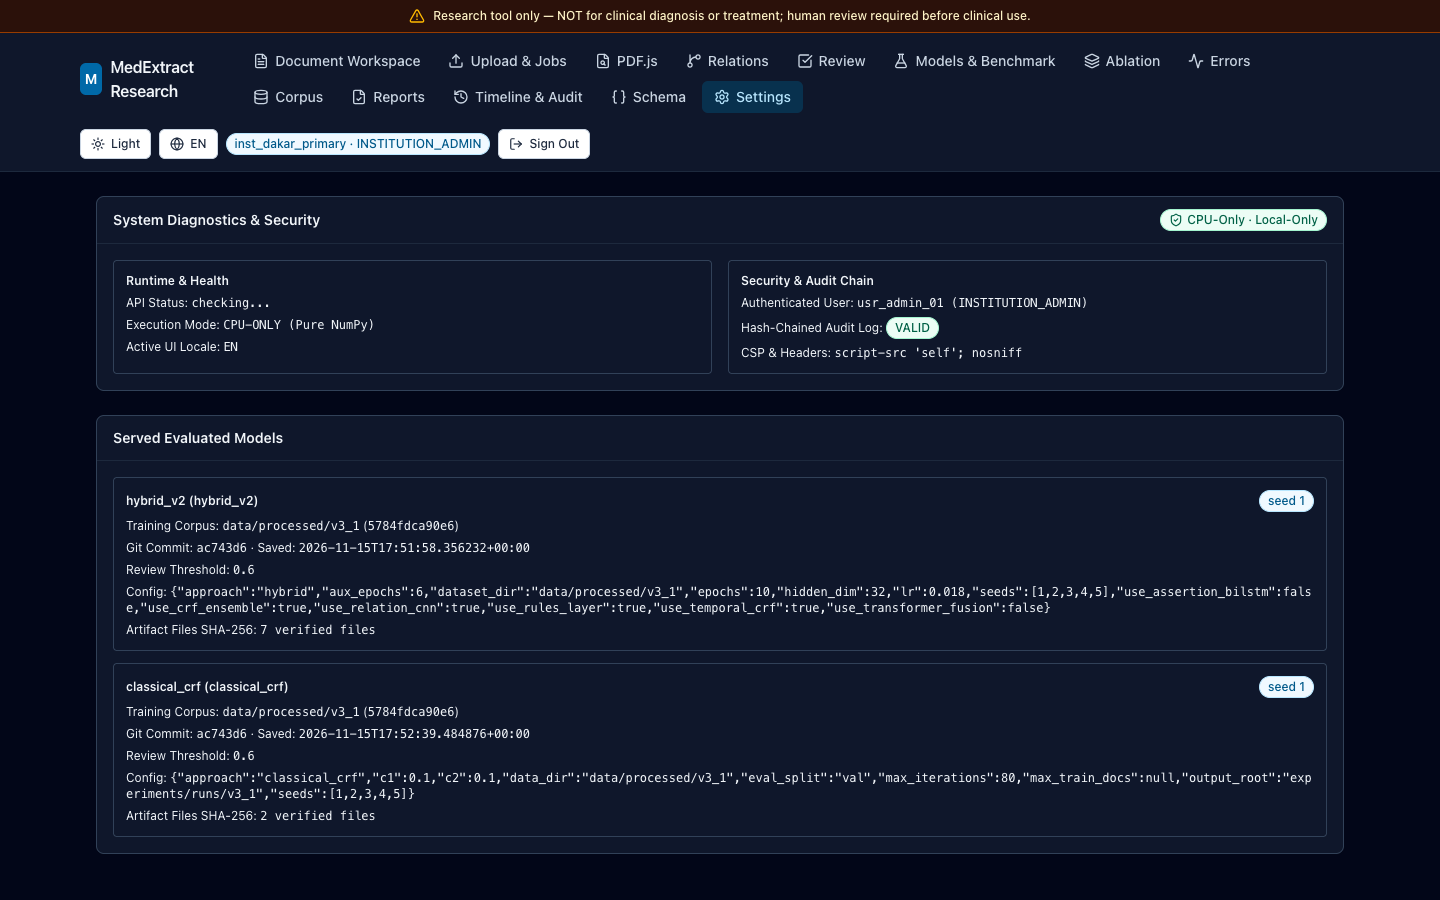 Research tool only — NOT for clinical diagnosis or treatment; human review required before clinical use.
M
MedExtract
Research
Document Workspace
Upload & Jobs
PDF.js
Relations
Review
Models & Benchmark
Ablation
Errors
Corpus
Reports
Timeline & Audit
Schema
Settings
Light
EN
inst_dakar_primary · INSTITUTION_ADMIN
Sign Out
System Diagnostics & Security
CPU-Only · Local-Only
Runtime & Health
API Status: checking...
Execution Mode: CPU-ONLY (Pure NumPy)
Active UI Locale: EN
Security & Audit Chain
Authenticated User: usr_admin_01 (INSTITUTION_ADMIN)
Hash-Chained Audit Log: VALID
CSP & Headers: script-src 'self'; nosniff
Served Evaluated Models
hybrid_v2 (hybrid_v2)
seed 1
Training Corpus: data/processed/v3_1 (5784fdca90e6)
Git Commit: ac743d6 · Saved: 2026-11-15T17:51:58.356232+00:00
Review Threshold: 0.6
Config: {"approach":"hybrid","aux_epochs":6,"dataset_dir":"data/processed/v3_1","epochs":10,"hidden_dim":32,"lr":0.018,"seeds":[1,2,3,4,5],"use_assertion_bilstm":fals
e,"use_crf_ensemble":true,"use_relation_cnn":true,"use_rules_layer":true,"use_temporal_crf":true,"use_transformer_fusion":false}
Artifact Files SHA-256: 7 verified files
classical_crf (classical_crf)
seed 1
Training Corpus: data/processed/v3_1 (5784fdca90e6)
Git Commit: ac743d6 · Saved: 2026-11-15T17:52:39.484876+00:00
Review Threshold: 0.6
Config: {"approach":"classical_crf","c1":0.1,"c2":0.1,"data_dir":"data/processed/v3_1","eval_split":"val","max_iterations":80,"max_train_docs":null,"output_root":"exp
eriments/runs/v3_1","seeds":[1,2,3,4,5]}
Artifact Files SHA-256: 2 verified files